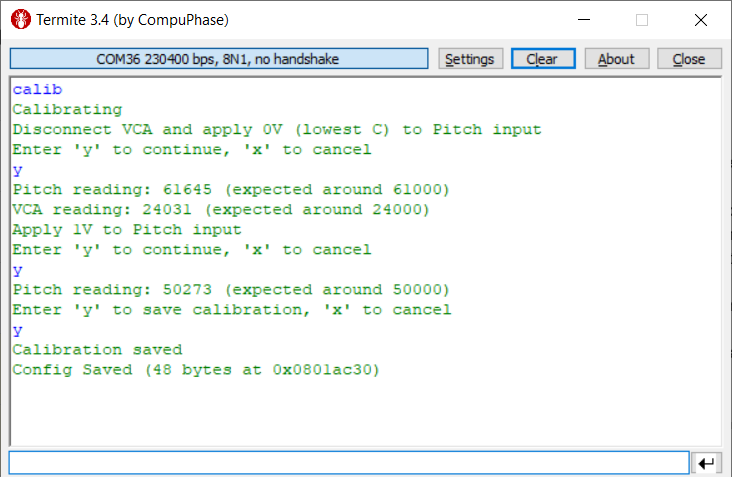 Termite 3.4 (by CompuPhase)
COM36 230400 bps, 8N1, no handshake
Settings
Clear
About
Close
calib
Calibrating
Disconnect VCA and apply 0V (lowest C) to Pitch input
Enter 'y' to continue, 'x' to cancel
y
Pitch reading: 61645 (expected around 61000)
VCA reading: 24031 (expected around 24000)
Apply 1V to Pitch input
Enter 'y' to continue, 'x' to cancel
y
Pitch reading: 50273 (expected around 50000)
Enter 'y' to save calibration, 'x' to cancel
y
Calibration saved
Config Saved (48 bytes at 0x0801ac30)